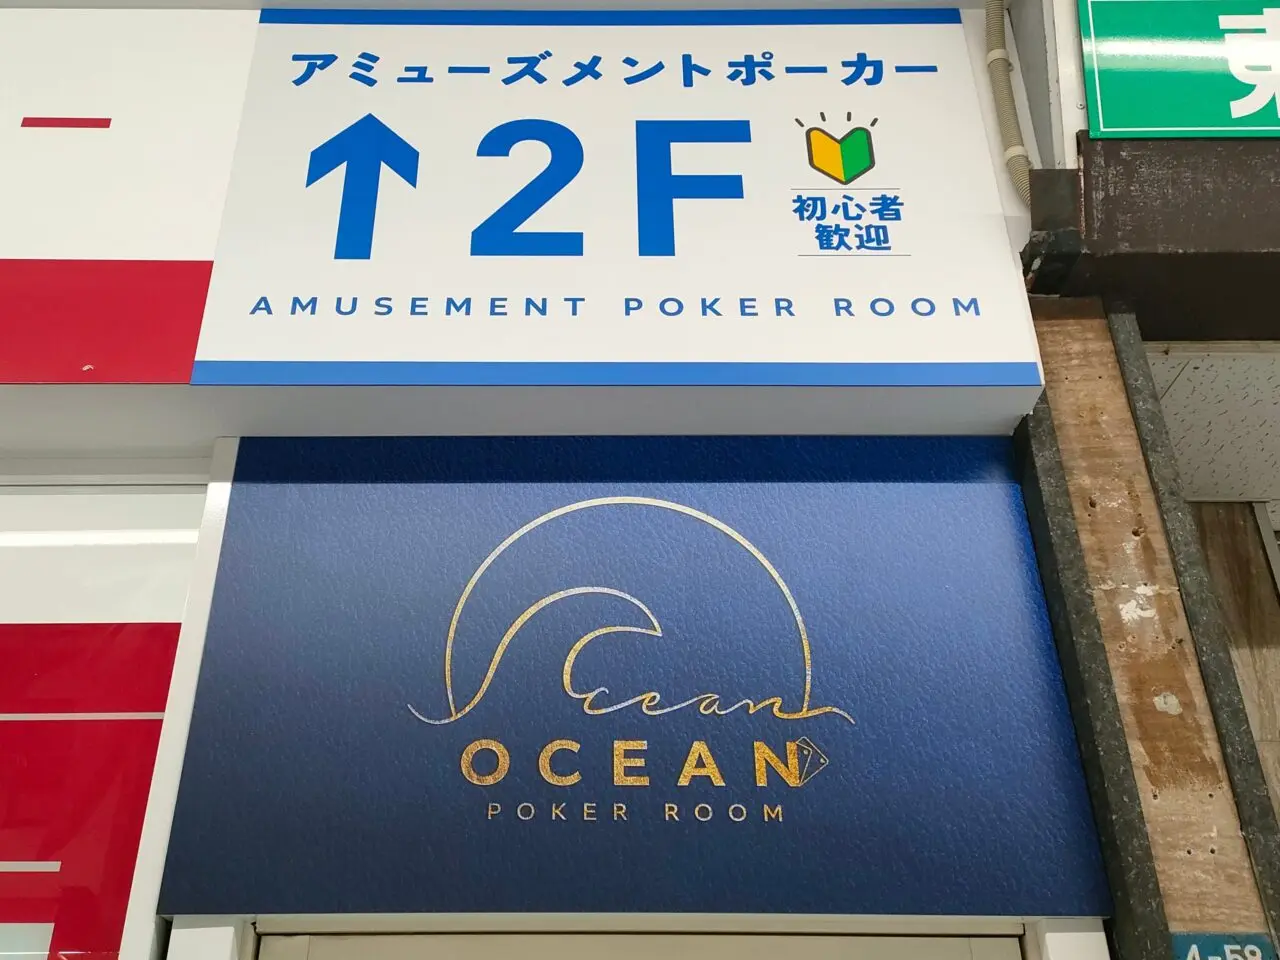 アミューズメントポーカー
↑2F
初心者
歓迎
AMUSEMENT POKER ROOM
ocean
OCEAN
POKER ROOM